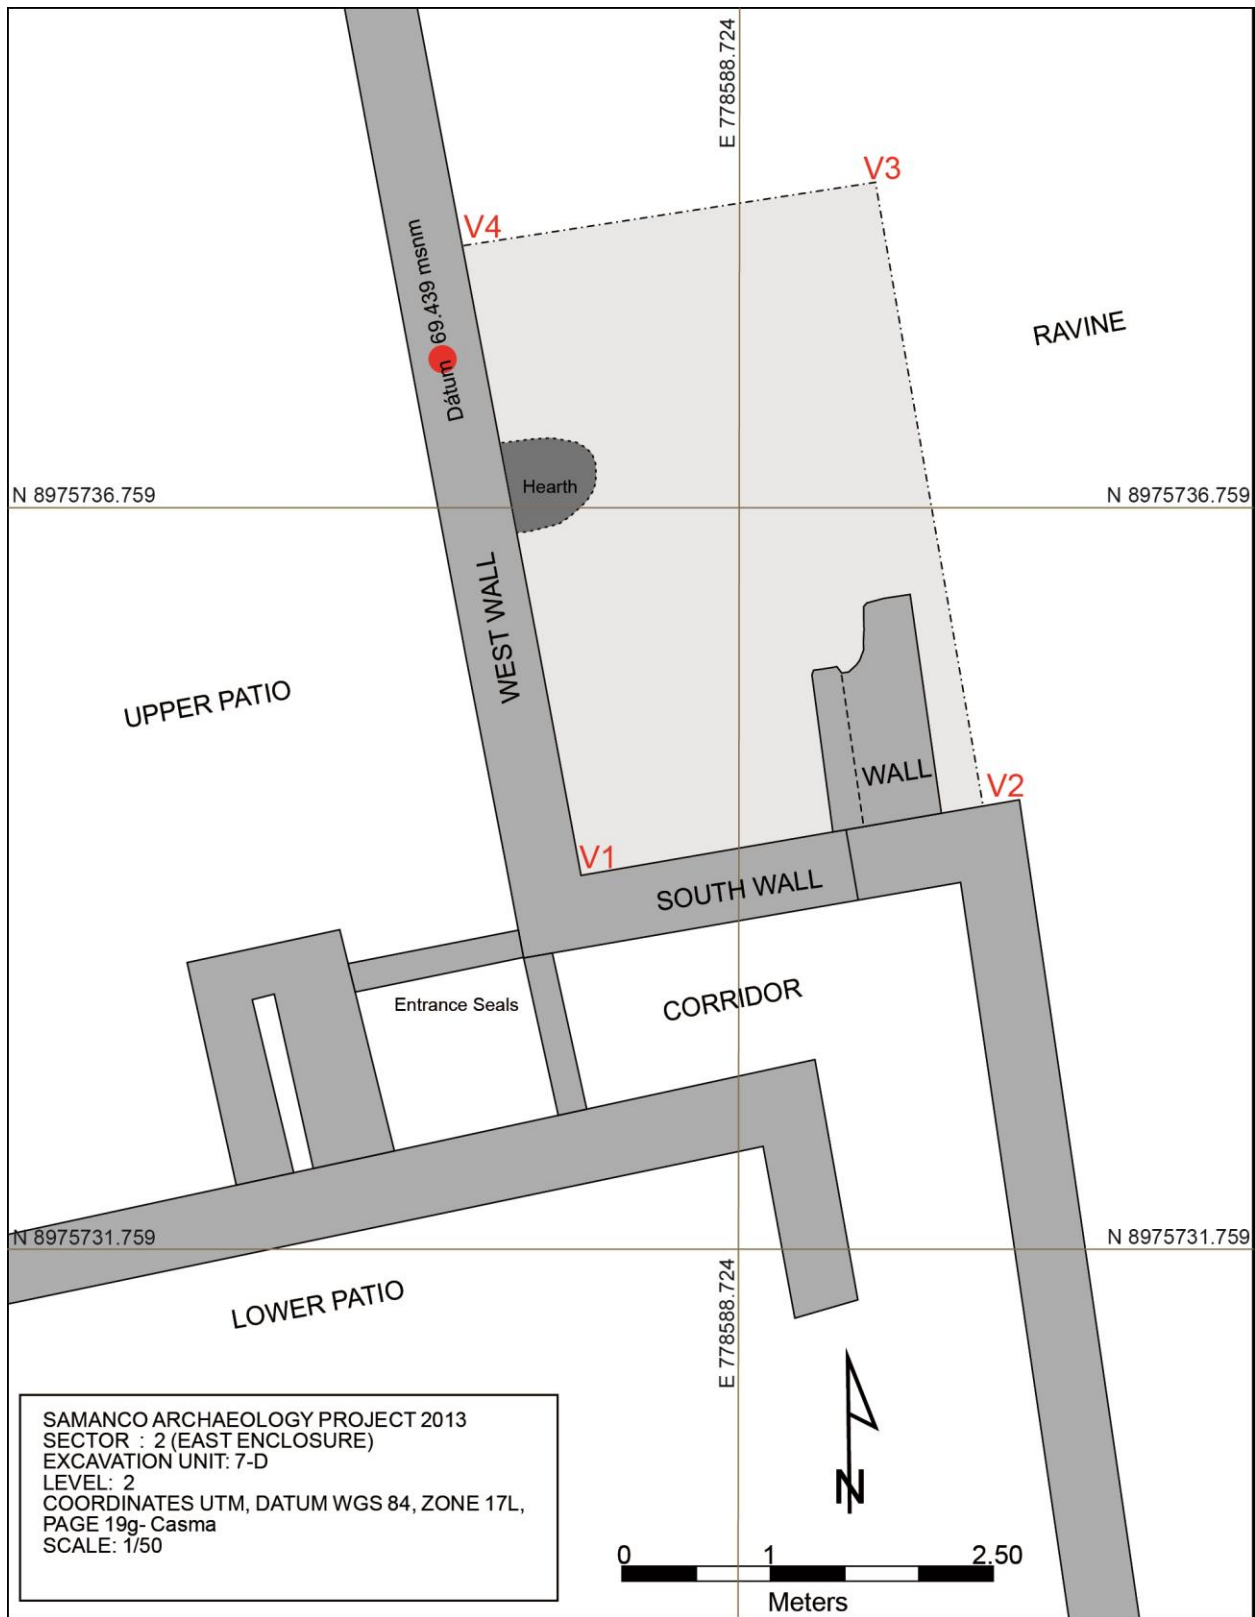 E 778588.724
V3
V4
Dátum 69.439 msnm
RAVINE
Hearth
N 8975736.759
N 8975736.759
WEST WALL
UPPER PATIO
WALL
V2
V1
SOUTH WALL
CORRIDOR
Entrance Seals
N 8975731.759
N 8975731.759
LOWER PATIO
E 778588.724
N
SAMANCO ARCHAEOLOGY PROJECT 2013
SECTOR : 2 (EAST ENCLOSURE)
EXCAVATION UNIT: 7-D
LEVEL: 2
COORDINATES UTM, DATUM WGS 84, ZONE 17L,
PAGE 19g- Casma
SCALE: 1/50
0 1 2.50
Meters